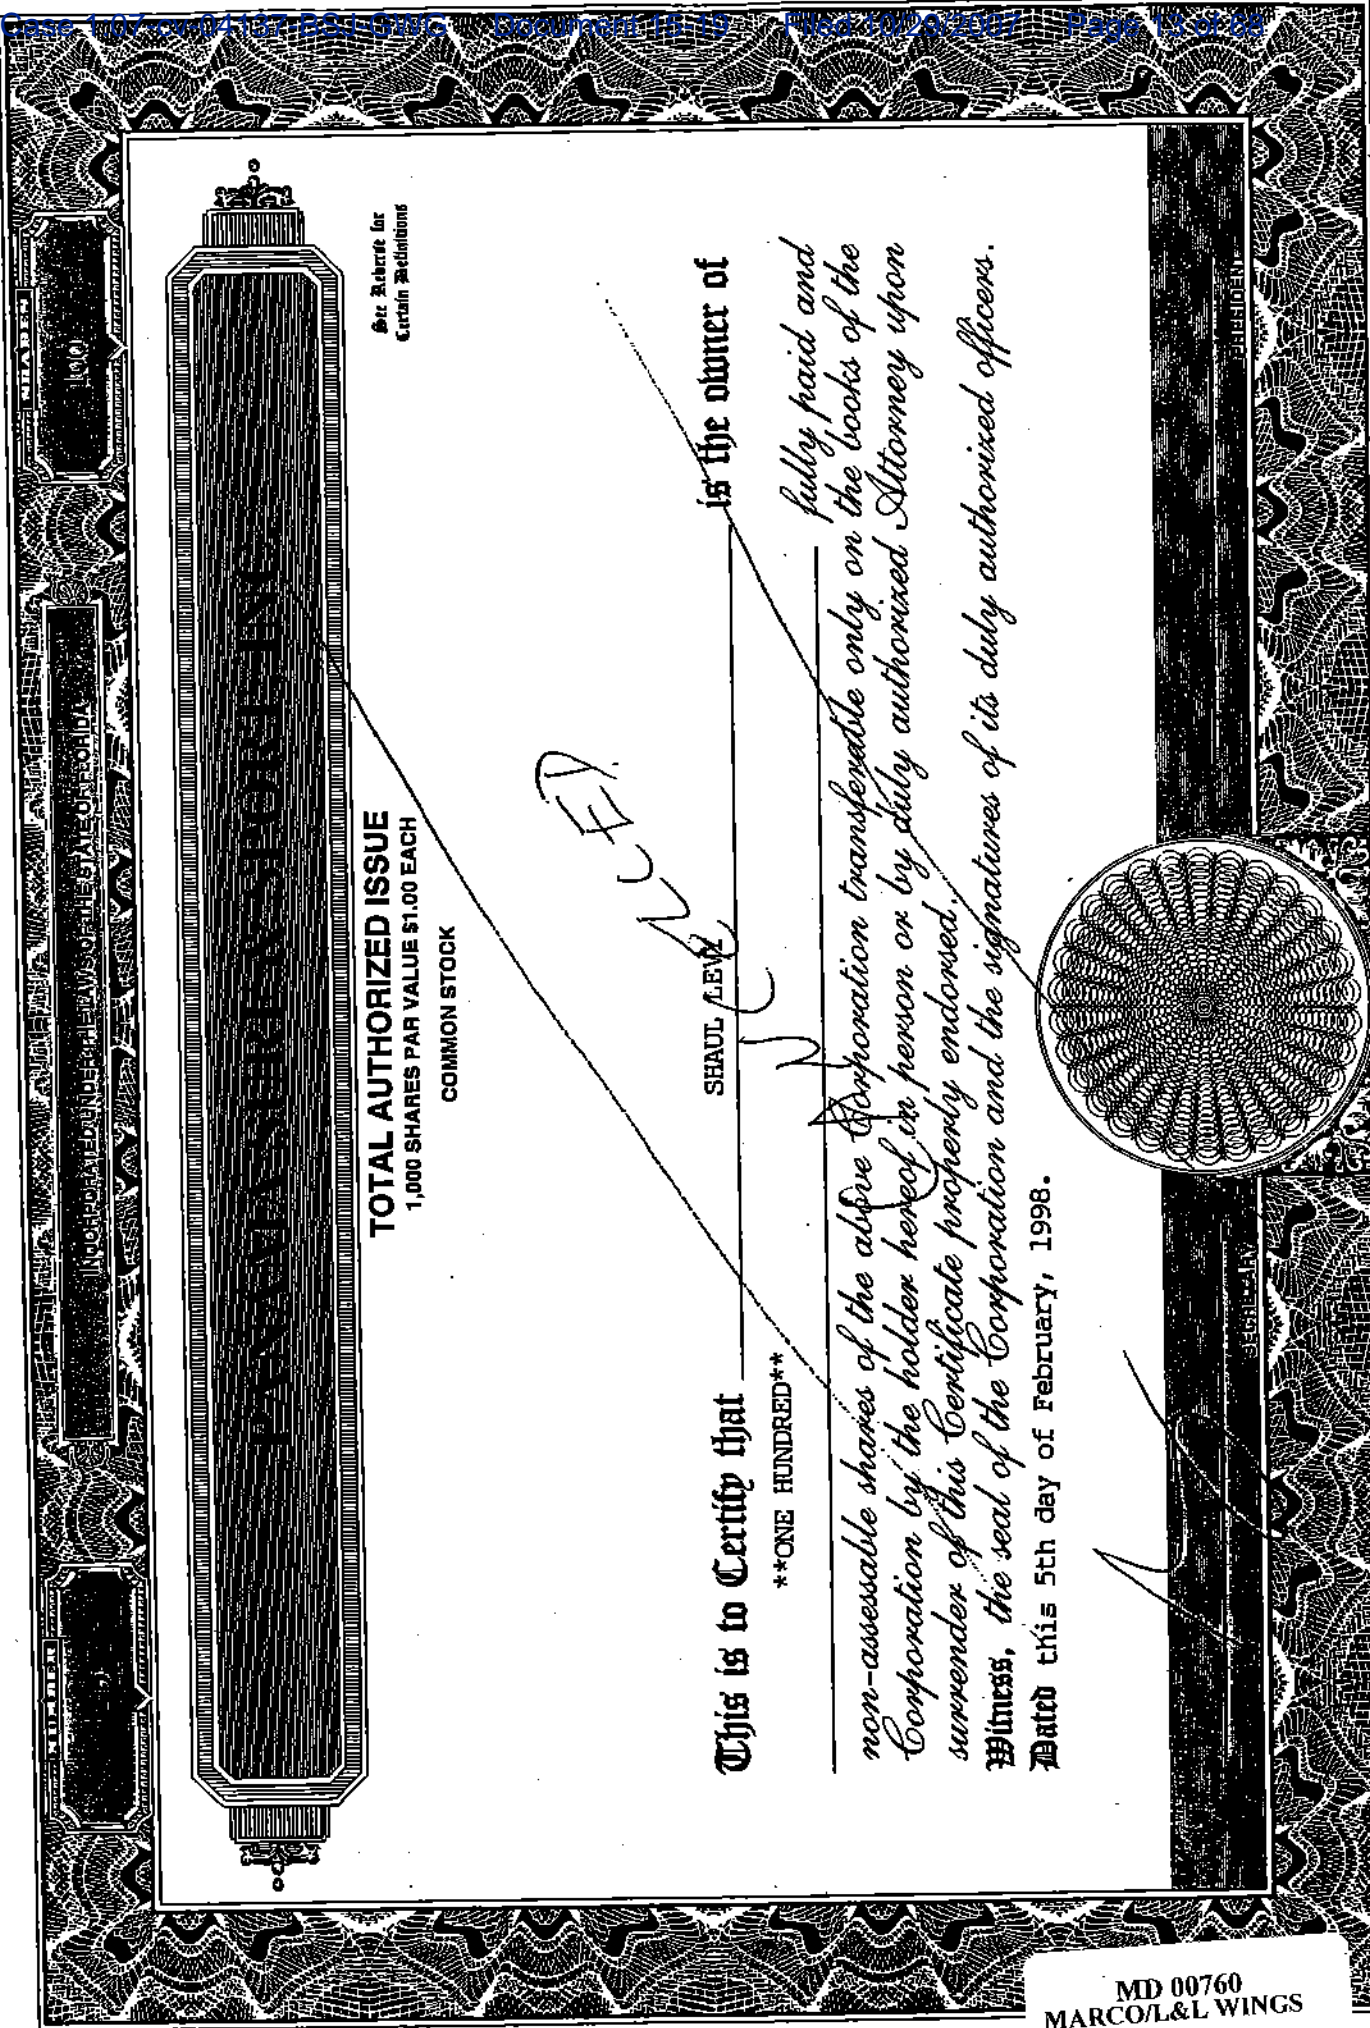 Case 1:07-cv-04137-BSJ-GWG Document 15-19 Filed 10/29/2007 Page 13 of 68
NUMBER
INCORPORATED UNDER THE LAWS OF THE STATE OF FLORIDA
SHARES
100
TOTAL AUTHORIZED ISSUE
1,000 SHARES PAR VALUE $1.00 EACH
COMMON STOCK
See Reverse for
Certain Definitions
CANCELED
This is to Certify that SHAUL LEVY is the owner of
**ONE HUNDRED** fully paid and
non-assessable shares of the above Corporation transferable only on the books of the
Corporation by the holder hereof in person or by duly authorized Attorney upon
surrender of this Certificate properly endorsed.
Witness, the seal of the Corporation and the signatures of its duly authorized officers.
Dated this 5th day of February, 1998.
SECRETARY
PRESIDENT
MD 00760
MARCO/L&L WINGS